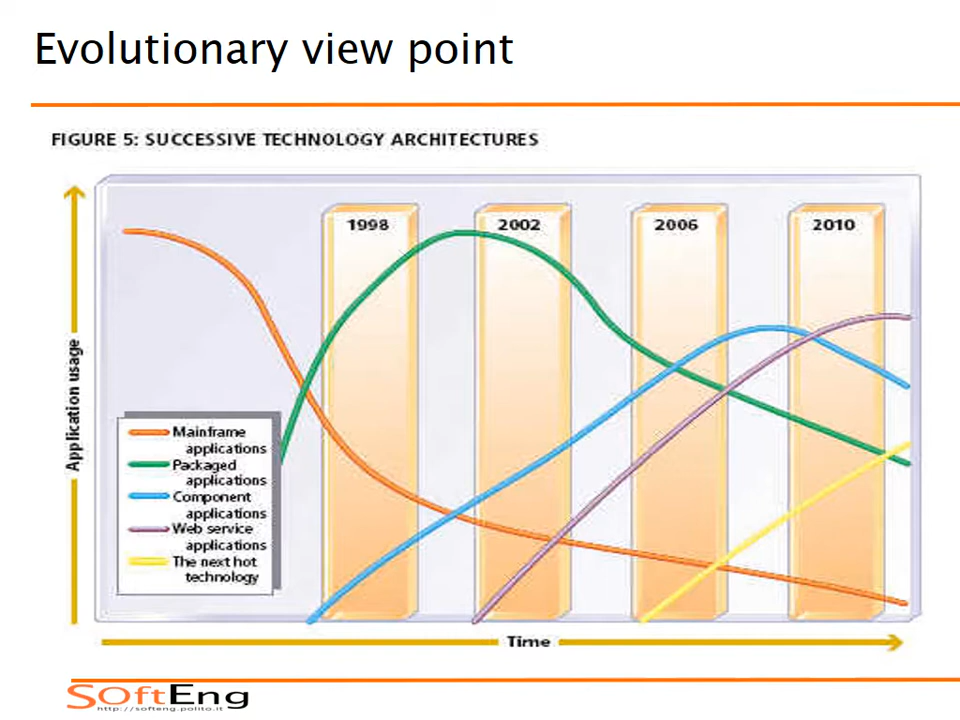 Evolutionary view point
FIGURE 5: SUCCESSIVE TECHNOLOGY ARCHITECTURES
1998
2002
2006
2010
Application usage
Mainframe
applications
Packaged
applications
Component
applications
Web service
applications
The next hot
technology
Time
SOftEng
http://softeng.polito.it